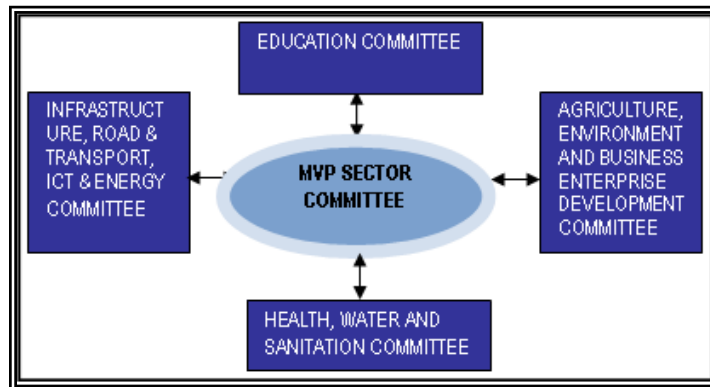 EDUCATION COMMITTEE
INFRASTRUCT
URE, ROAD &
TRANSPORT,
ICT & ENERGY
COMMITTEE
MVP SECTOR
COMMITTEE
AGRICULTURE,
ENVIRONMENT
AND BUSINESS
ENTERPRISE
DEVELOPMENT
COMMITTEE
HEALTH, WATER AND
SANITATION COMMITTEE